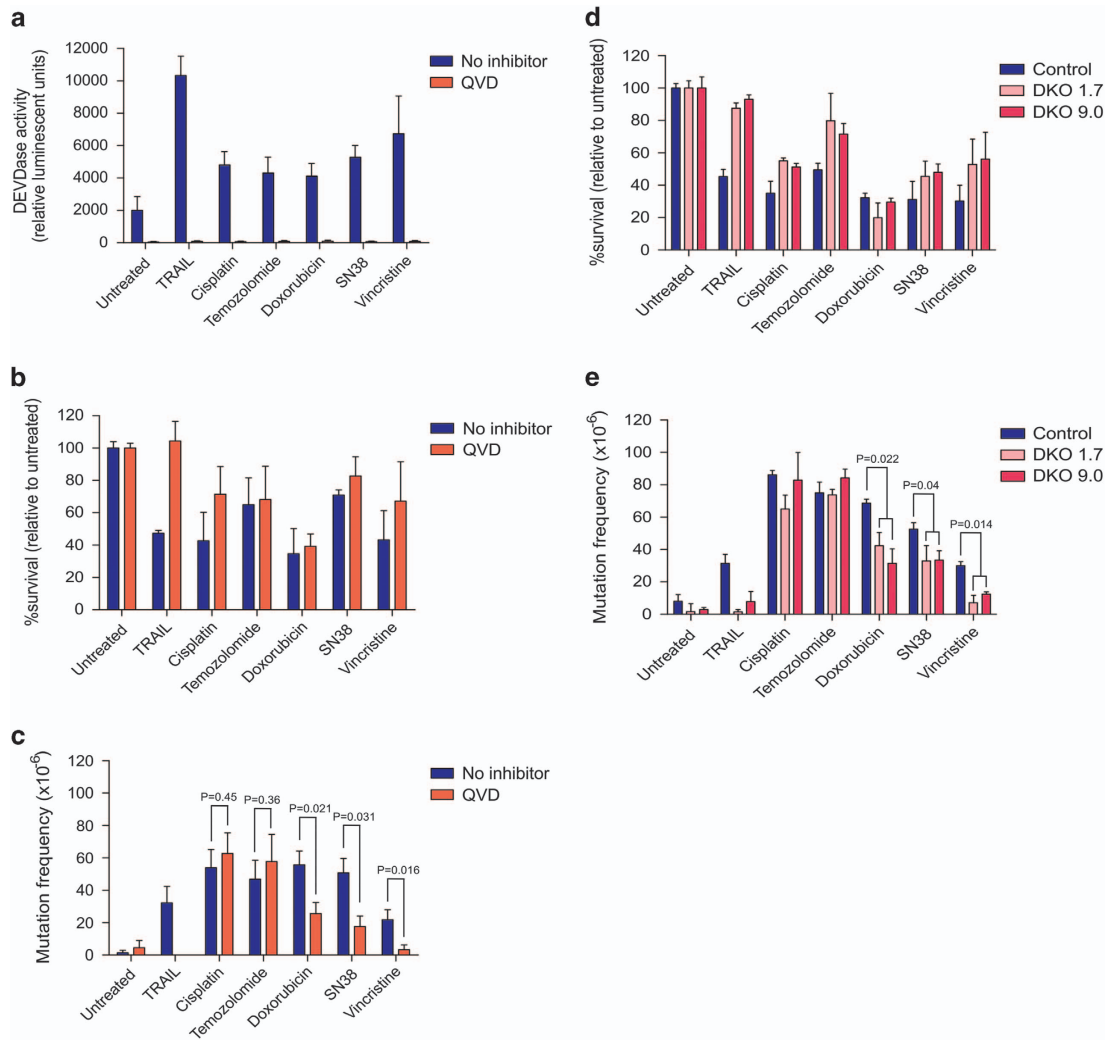 a
DEVDase activity
(relative luminescent units)
12000
10000
8000
6000
4000
2000
0
No inhibitor
QVD
Untreated
TRAIL
Cisplatin
Temozolomide
Doxorubicin
SN38
Vincristine
b
%survival (relative to untreated)
120
100
80
60
40
20
0
No inhibitor
QVD
Untreated
TRAIL
Cisplatin
Temozolomide
Doxorubicin
SN38
Vincristine
c
Mutation frequency (x10-6)
120
100
80
60
40
20
0
No inhibitor
QVD
P=0.45
P=0.36
P=0.021
P=0.031
P=0.016
Untreated
TRAIL
Cisplatin
Temozolomide
Doxorubicin
SN38
Vincristine
d
%survival (relative to untreated)
120
100
80
60
40
20
0
Control
DKO 1.7
DKO 9.0
Untreated
TRAIL
Cisplatin
Temozolomide
Doxorubicin
SN38
Vincristine
e
Mutation frequency (x10-6)
120
100
80
60
40
20
0
Control
DKO 1.7
DKO 9.0
P=0.022
P=0.04
P=0.014
Untreated
TRAIL
Cisplatin
Temozolomide
Doxorubicin
SN38
Vincristine